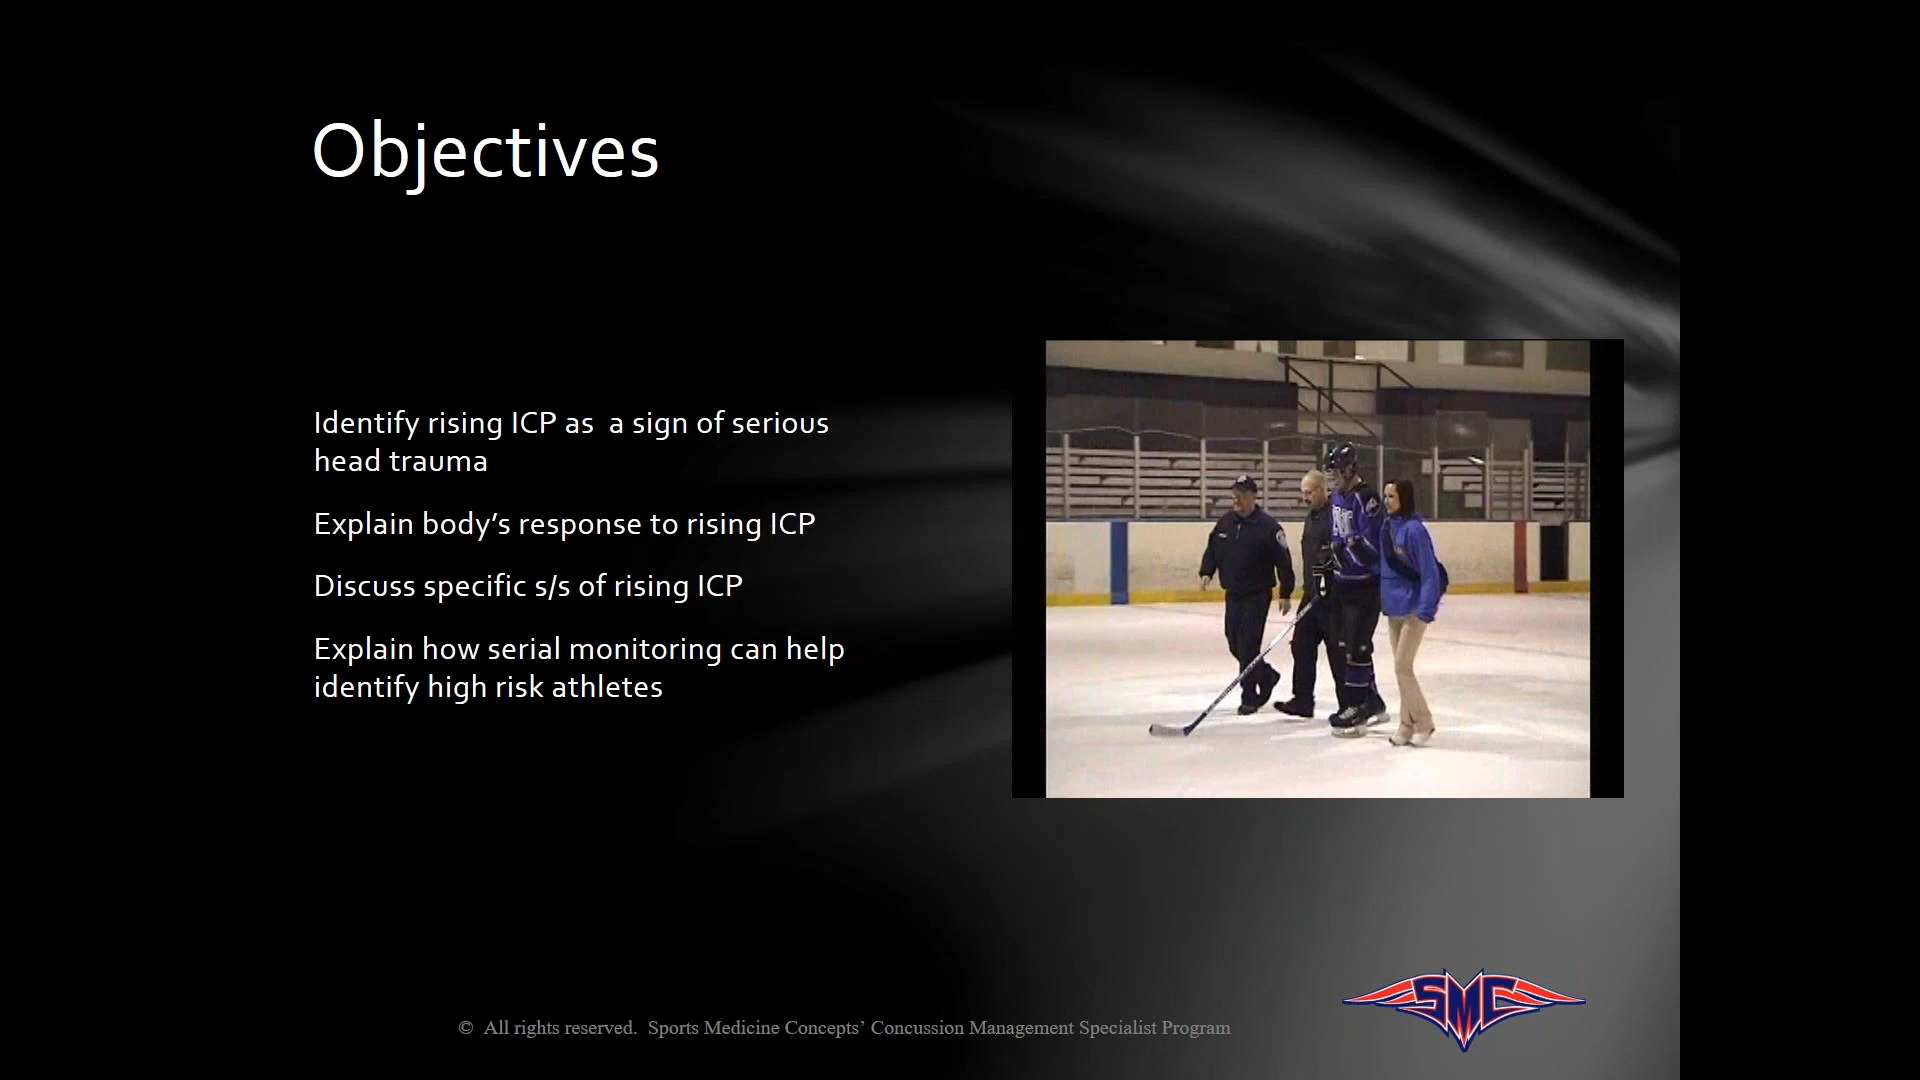 Objectives
Identify rising ICP as  a sign of serious
head trauma
Explain body’s response to rising ICP
Discuss specific s/s of rising ICP
Explain how serial monitoring can help
identify high risk athletes
©  All rights reserved.  Sports Medicine Concepts’ Concussion Management Specialist Program
SMC